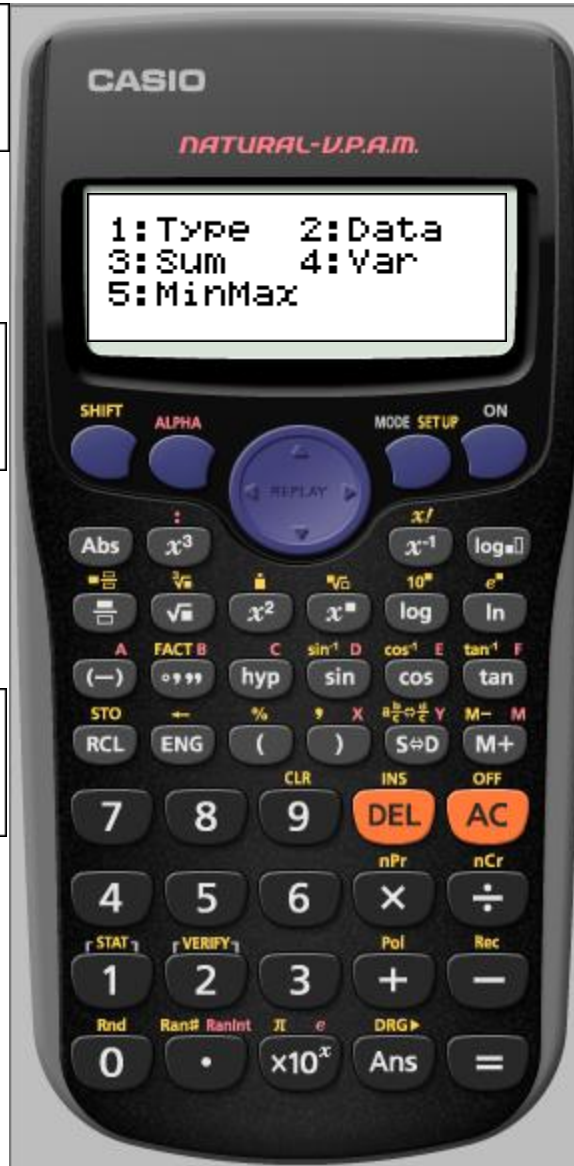 CASIO
NATURAL-V.P.A.M.
1:Type 2:Data
3:Sum 4:Var
5:MinMax
SHIFT ALPHA MODE SETUP ON
REPLAY
: x!
Abs x³ x⁻¹ log■▯
■■/□ ³√■ ■ ■√□ 10■ e■
■/□ √■ x² x■ log ln
A FACT B C sin⁻¹ D cos⁻¹ E tan⁻¹ F
(—) ° ’ ” hyp sin cos tan
STO ← % , X a b/c⇔d/c Y M− M
RCL ENG ( ) S⇔D M+
CLR INS OFF
7 8 9 DEL AC
nPr nCr
4 5 6 × ÷
STAT VERIFY Pol Rec
1 2 3 + −
Rnd Ran# RanInt π e DRG▶
0 • ×10ˣ Ans =